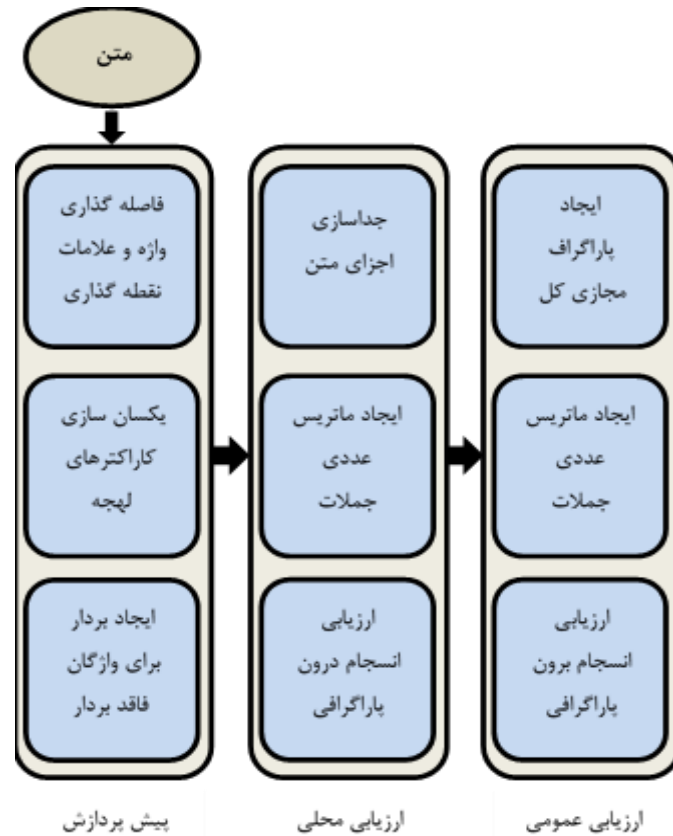 متن
فاصله گذاری
واژه و علامات
نقطه گذاری
یکسان سازی
کاراکترهای
لهجه
ایجاد بردار
برای واژگان
فاقد بردار
پیش پردازش
جداسازی
اجزای متن
ایجاد ماتریس
عددی
جملات
ارزیابی
انسجام درون
پاراگرافی
ارزیابی محلی
ایجاد
پاراگراف
مجازی کل
ایجاد ماتریس
عددی
جملات
ارزیابی
انسجام برون
پاراگرافی
ارزیابی عمومی